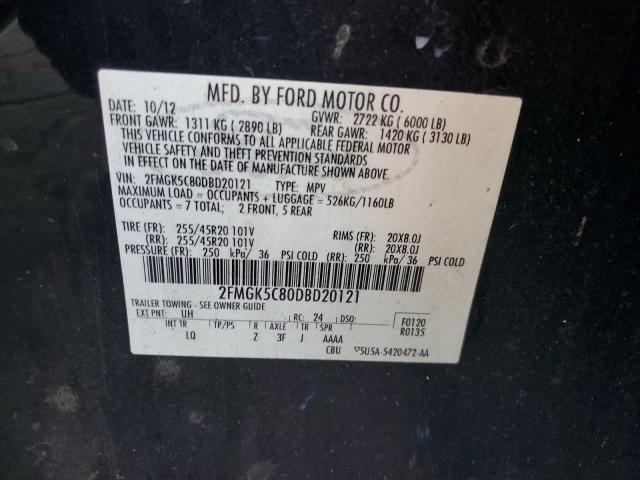 MFD. BY FORD MOTOR CO.
DATE: 10/12 GVWR: 2722 KG ( 6000 LB)
FRONT GAWR: 1311 KG ( 2890 LB) REAR GAWR: 1420 KG ( 3130 LB)
THIS VEHICLE CONFORMS TO ALL APPLICABLE FEDERAL MOTOR
VEHICLE SAFETY AND THEFT PREVENTION STANDARDS
IN EFFECT ON THE DATE OF MANUFACTURE SHOWN ABOVE.
VIN: 2FMGK5C80DBD20121 TYPE: MPV
MAXIMUM LOAD = OCCUPANTS + LUGGAGE = 526KG/1160LB
OCCUPANTS = 7 TOTAL; 2 FRONT, 5 REAR
TIRE (FR): 255/45R20 101V RIMS (FR): 20X8.0J
(RR): 255/45R20 101V (RR): 20X8.0J
PRESSURE (FR): 250 kPa/ 36 PSI COLD (RR): 250 kPa/ 36 PSI COLD
2FMGK5C80DBD20121
TRAILER TOWING - SEE OWNER GUIDE
EXT PNT: UH RC: 24 DSO: F0120
R0135
INT TR TP/PS R AXLE TR SPR
LQ Z 3F J AAAA
CBU 5U5A-5420472-AA